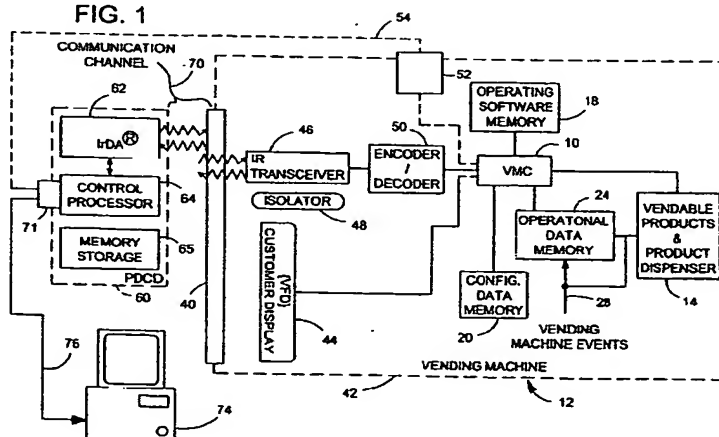 FIG. 1
54
COMMUNICATION
CHANNEL
70
52
62
IrDA®
46
50
OPERATING
SOFTWARE
MEMORY
18
IR
TRANSCEIVER
ENCODER
/
DECODER
VMC
10
CONTROL
PROCESSOR
64
ISOLATOR
48
24
71
OPERATONAL
DATA
MEMORY
VENDABLE
PRODUCTS
&
PRODUCT
DISPENSER
MEMORY
STORAGE
65
PDCD
CUSTOMER DISPLAY
(VFD)
60
40
44
CONFIG.
DATA
MEMORY
20
28
14
VENDING
MACHINE EVENTS
76
VENDING MACHINE
42
12
74